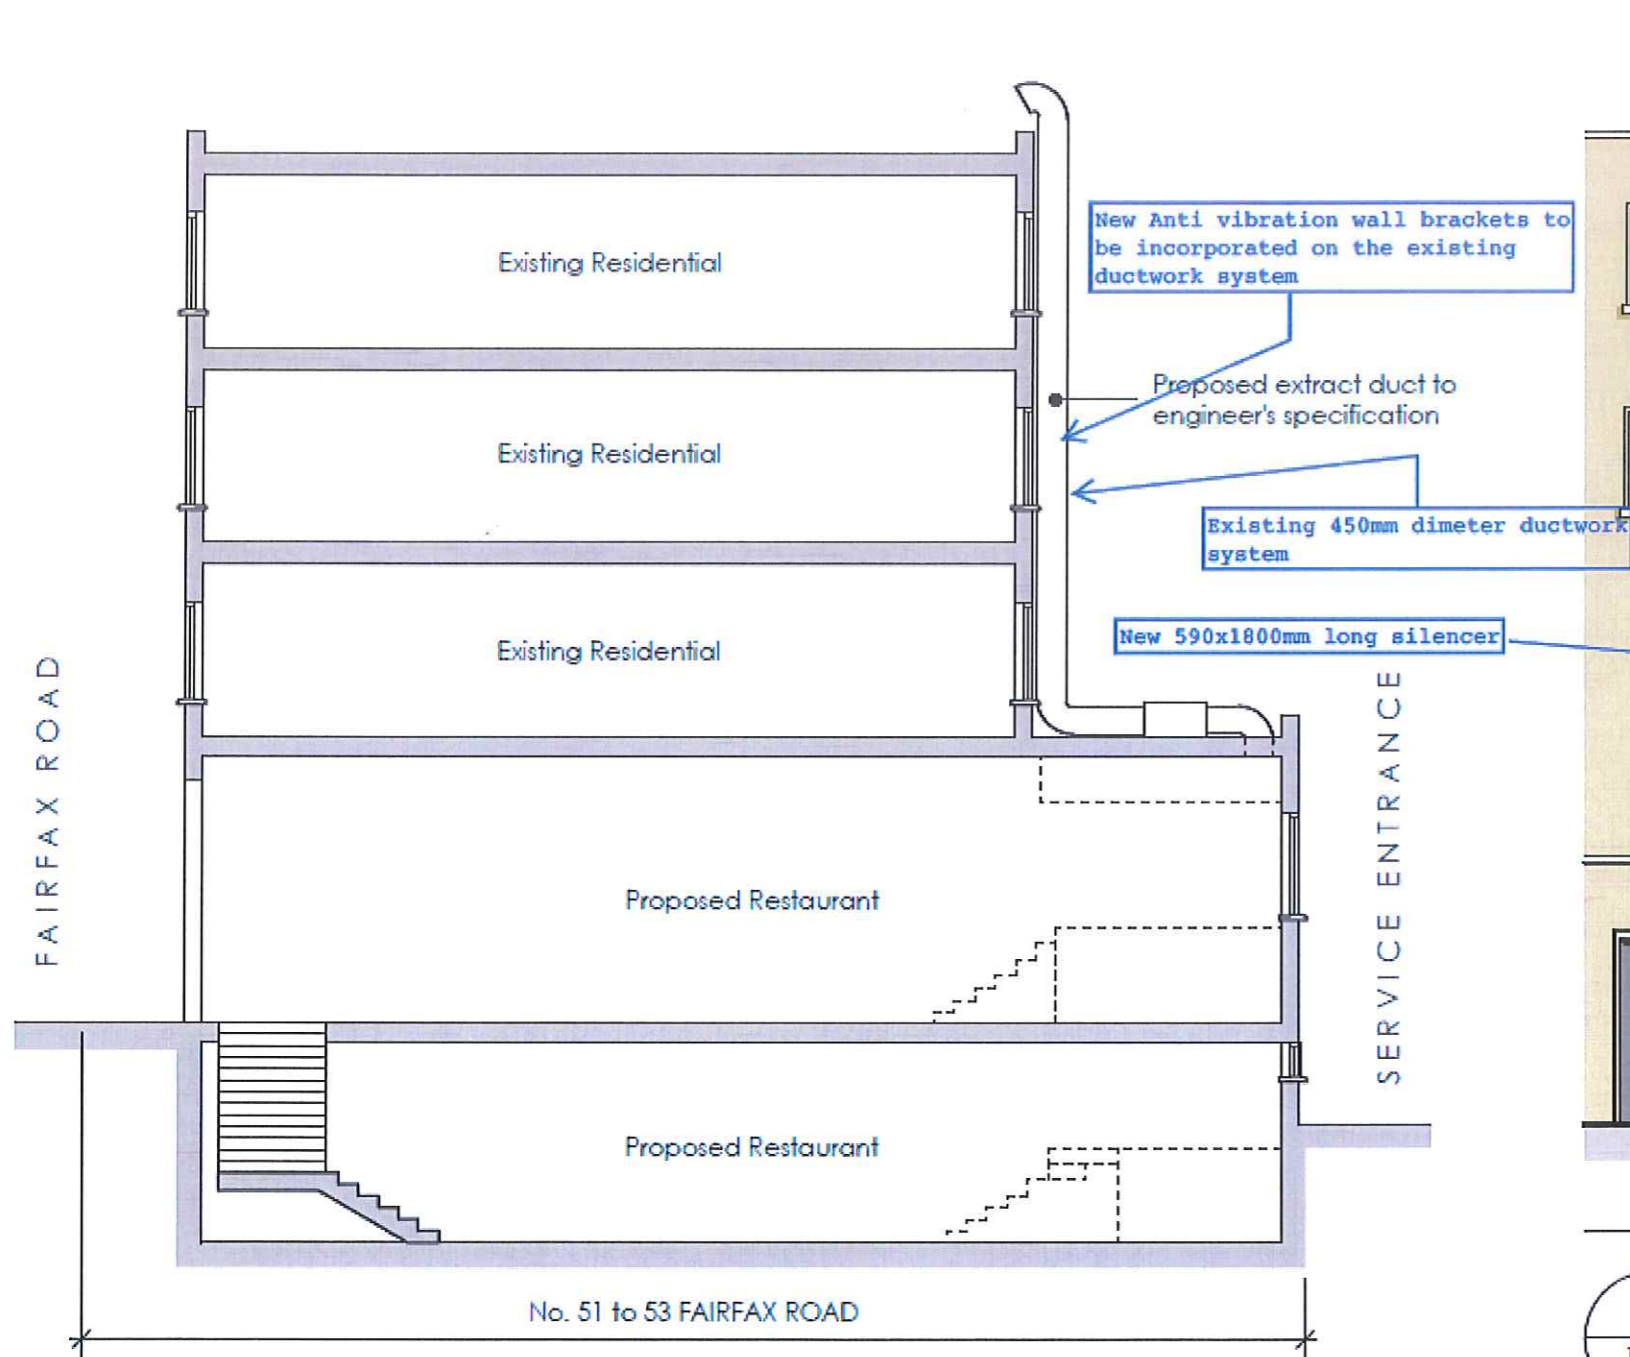 New Anti vibration wall brackets to
be incorporated on the existing
ductwork system
Existing Residential
Proposed extract duct to
engineer's specification
Existing Residential
Existing 450mm dimeter ductwork
system
New 590x1800mm long silencer
Existing Residential
FAIRFAX ROAD
SERVICE ENTRANCE
Proposed Restaurant
Proposed Restaurant
No. 51 to 53 FAIRFAX ROAD